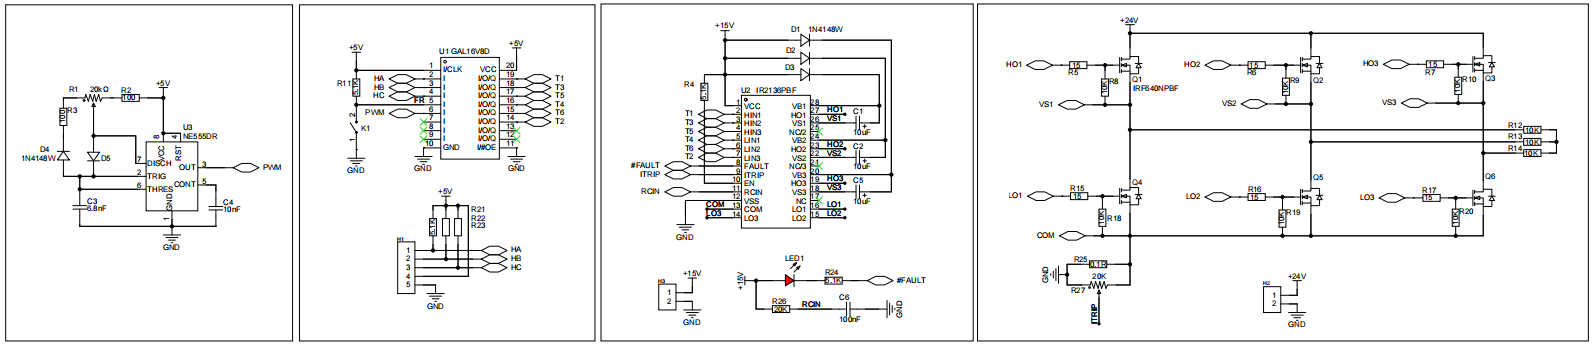 +5V
R1 20kΩ R2
100
R3
100
U3
NE555DR
D4
1N4148W
D5
8 4
VCC
RST
7 DISCH
OUT 3 PWM
2 TRIG
CONT 5
6 THRES
GND
1
C3
6.8nF
C4
10nF
GND
U1 GAL16V8D
+5V
+5V
R11
5.1K
1 I/CLK VCC 20
HA 2 I I/O/Q 19 T1
HB 3 I I/O/Q 18 T3
HC 4 I I/O/Q 17 T5
FR 5 I I/O/Q 16 T4
PWM 6 I I/O/Q 15 T6
7 I I/O/Q 14 T2
8 I I/O/Q 13
9 I I/O/Q 12
10 GND I/#OE 11
K1
1
GND
GND
GND
+5V
R21
R22
R23
5.1K
H1
1 HA
2 HB
3 HC
4
5
GND
+15V
D1 1N4148W
D2
D3
R4
5.1K
U2 IR2136PBF
1 VCC VB1 28
T1 2 HIN1 HO1 27 HO1
T3 3 HIN2 VS1 26 VS1
T5 4 HIN3 NC/2 25
T4 5 LIN1 VB2 24
T6 6 LIN2 HO2 23 HO2
T2 7 LIN3 VS2 22 VS2
#FAULT 8 FAULT NC/3 21
ITRIP 9 ITRIP VB3 20
10 EN HO3 19 HO3
RCIN 11 RCIN VS3 18 VS3
12 VSS NC 17
COM 13 COM LO1 16 LO1
LO3 14 LO3 LO2 15 LO2
C1
10uF
C2
10uF
C5
10uF
GND
H3
1
2
+15V
GND
+15V
LED1
R24
5.1K
#FAULT
R26
20K
RCIN
C6
100nF
GND
+24V
HO1 15
R5
R8
10K
Q1
IRF640NPBF
VS1
HO2 15
R6
R9
10K
Q2
VS2
HO3 15
R7
R10
10K
Q3
VS3
R12
10K
R13
10K
R14
10K
LO1 R15
15
10K
R18
Q4
LO2 R16
15
10K
R19
Q5
LO3 R17
15
10K
R20
Q6
COM
R25
0.1R
20K
R27
GND
ITRIP
H2
1
2
+24V
GND